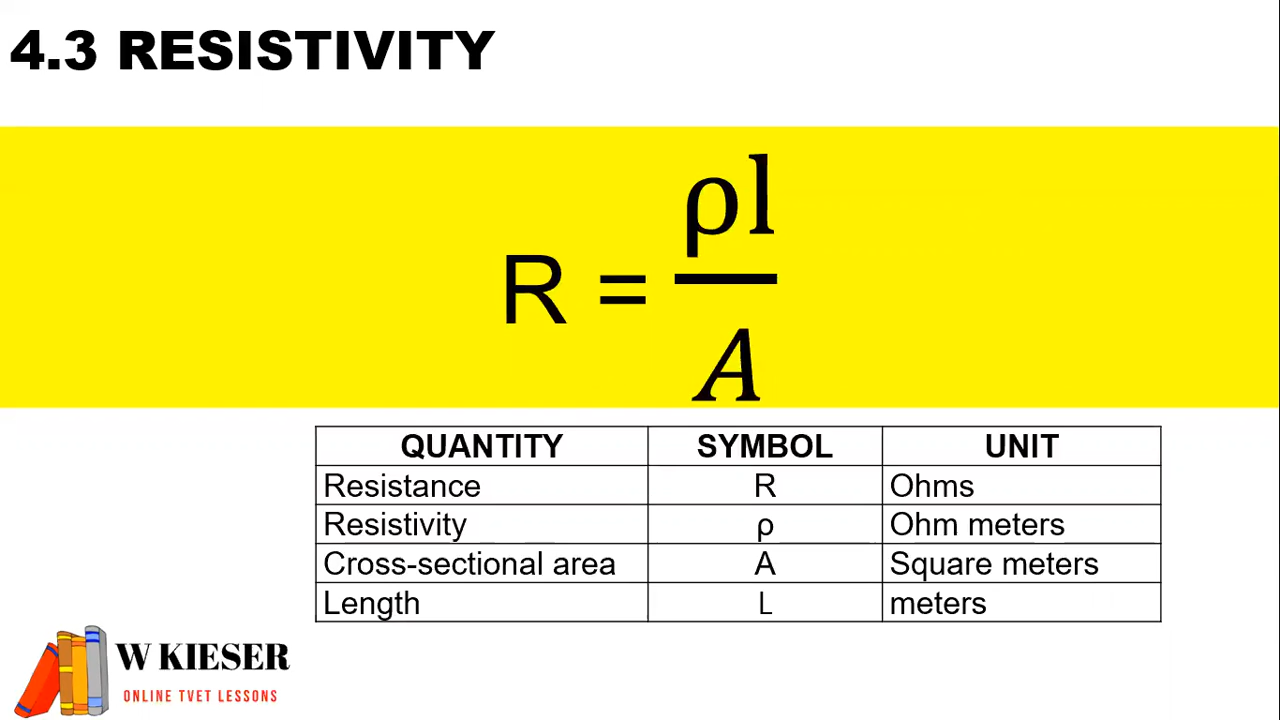 4.3 RESISTIVITY
R = ρl/A
QUANTITY SYMBOL UNIT
Resistance R Ohms
Resistivity ρ Ohm meters
Cross-sectional area A Square meters
Length L meters
W KIESER
ONLINE TVET LESSONS